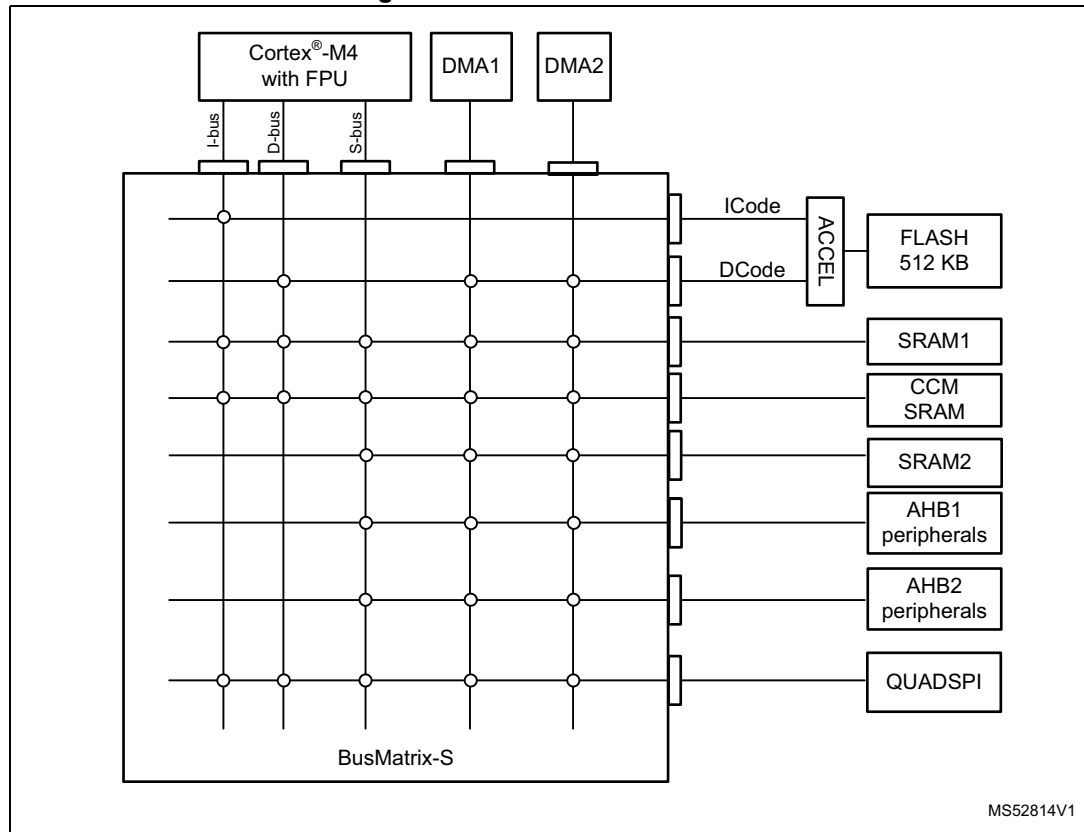 Cortex®-M4
with FPU
DMA1
DMA2
I-bus
D-bus
S-bus
ICode
DCode
ACCEL
FLASH
512 KB
SRAM1
CCM
SRAM
SRAM2
AHB1
peripherals
AHB2
peripherals
QUADSPI
BusMatrix-S
MS52814V1